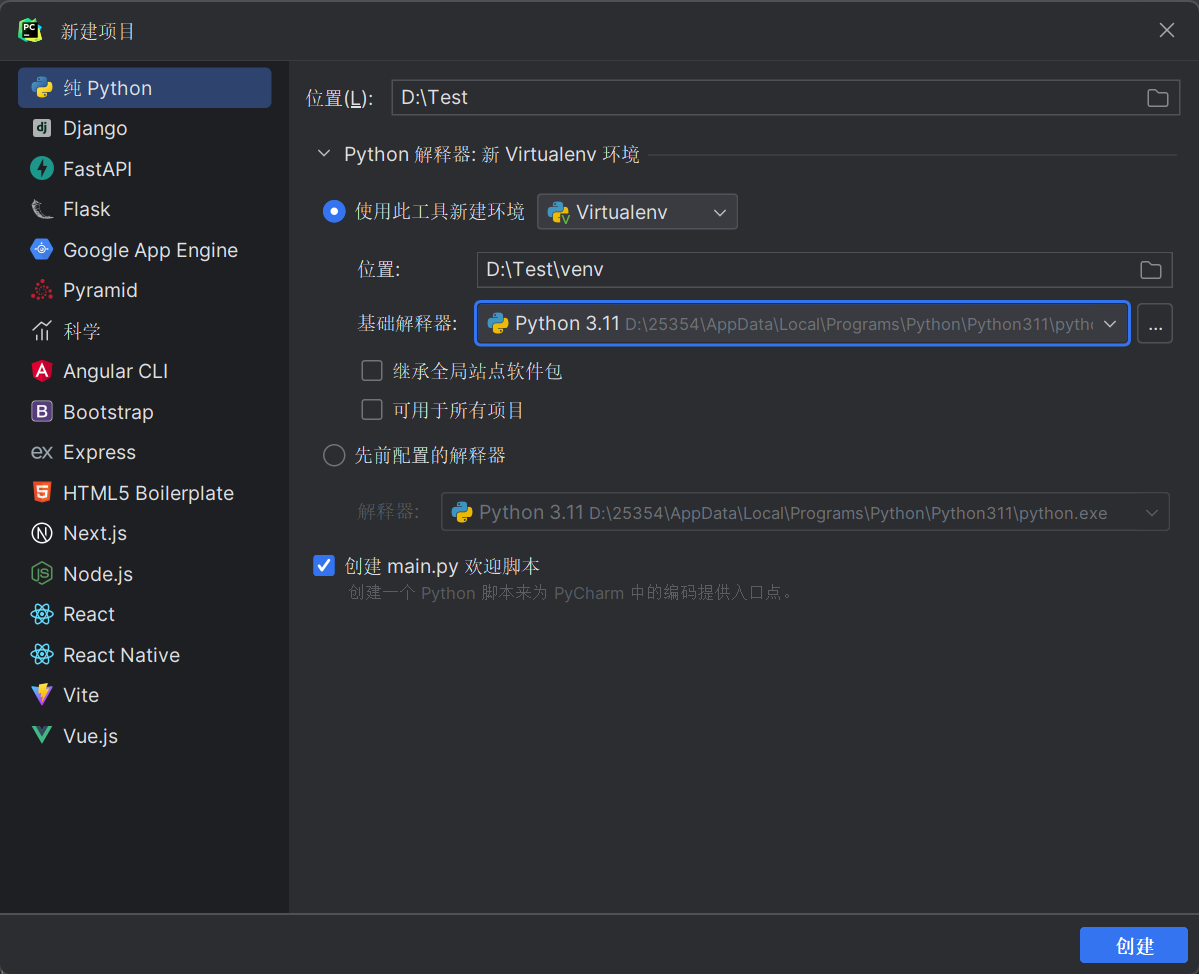 新建项目
纯 Python
Django
FastAPI
Flask
Google App Engine
Pyramid
科学
Angular CLI
Bootstrap
Express
HTML5 Boilerplate
Next.js
Node.js
React
React Native
Vite
Vue.js
位置(L): D:\Test
Python 解释器: 新 Virtualenv 环境
使用此工具新建环境 Virtualenv
位置: D:\Test\venv
基础解释器: Python 3.11 D:\25354\AppData\Local\Programs\Python\Python311\pyth ...
继承全局站点软件包
可用于所有项目
先前配置的解释器
解释器: Python 3.11 D:\25354\AppData\Local\Programs\Python\Python311\python.exe
创建 main.py 欢迎脚本
创建一个 Python 脚本来为 PyCharm 中的编码提供入口点。
创建